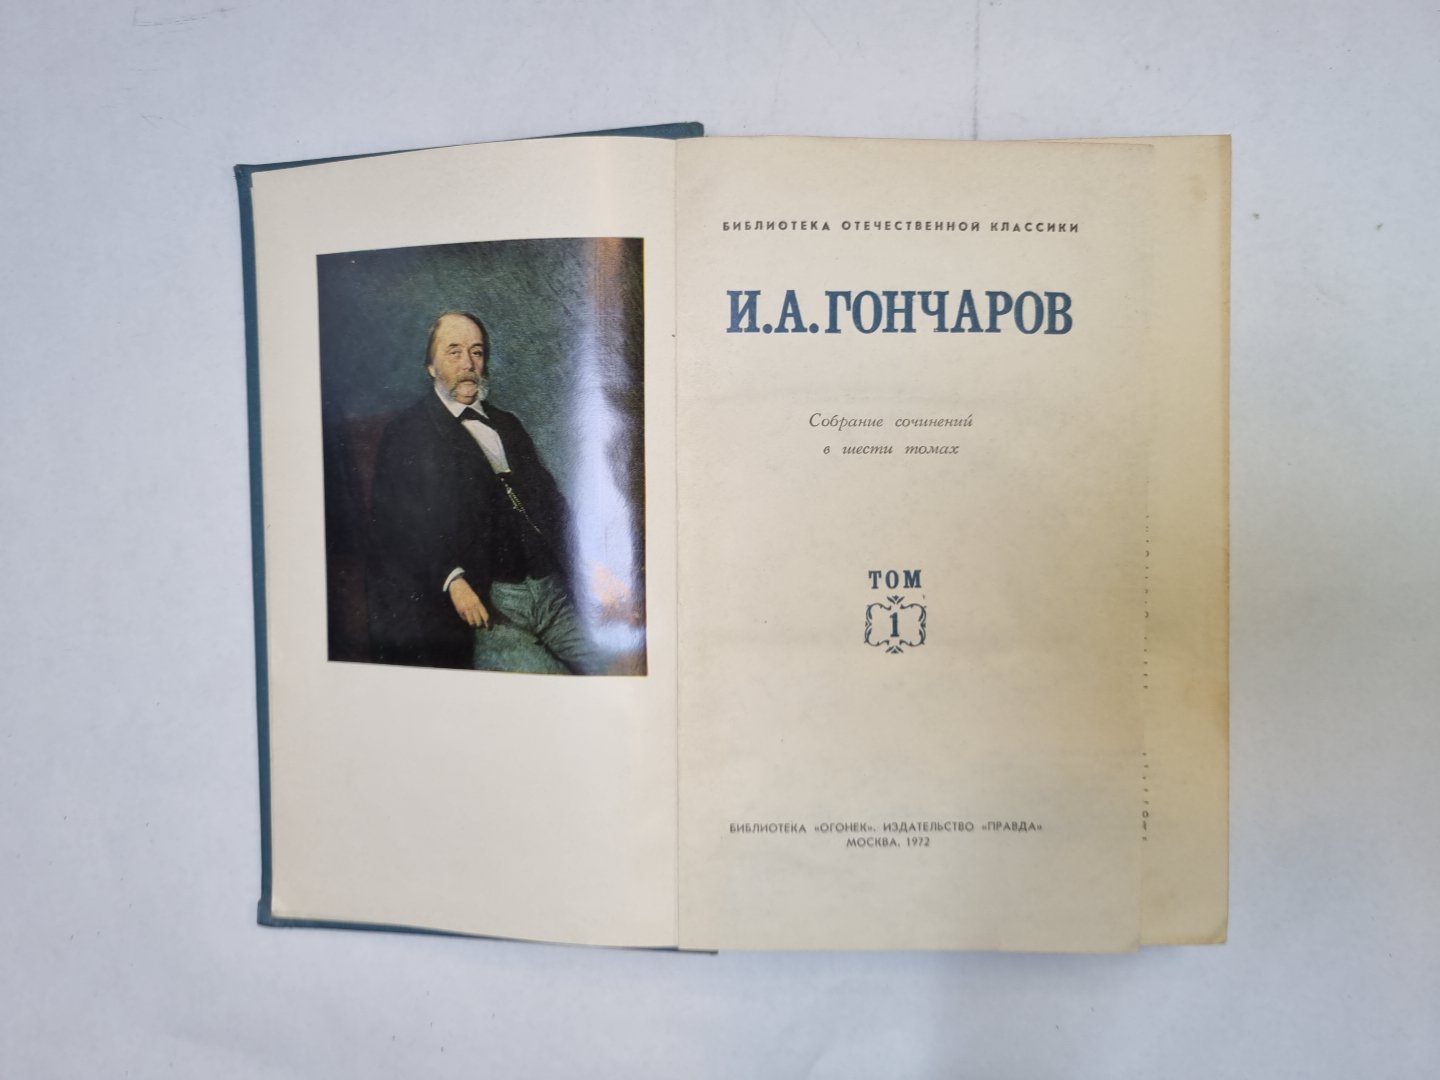 БИБЛИОТЕКА ОТЕЧЕСТВЕННОЙ КЛАССИКИ
И.А.ГОНЧАРОВ
Собрание сочинений
в шести томах
ТОМ
1
БИБЛИОТЕКА «ОГОНЕК». ИЗДАТЕЛЬСТВО «ПРАВДА»
МОСКВА. 1972